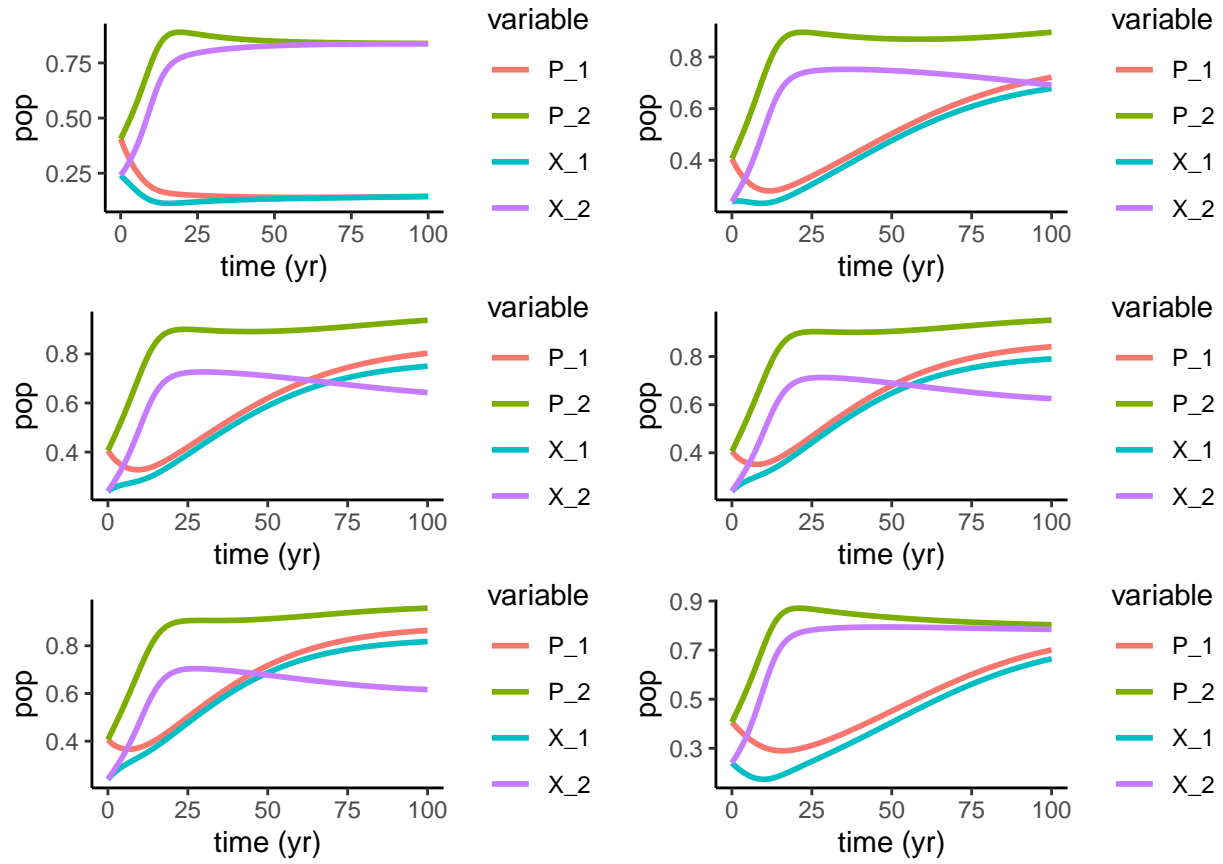 variable
P_1
P_2
X_1
X_2
pop
0.75
0.50
0.25
0 25 50 75 100
time (yr)
variable
P_1
P_2
X_1
X_2
pop
0.8
0.6
0.4
0 25 50 75 100
time (yr)
variable
P_1
P_2
X_1
X_2
pop
0.8
0.6
0.4
0 25 50 75 100
time (yr)
variable
P_1
P_2
X_1
X_2
pop
0.8
0.6
0.4
0 25 50 75 100
time (yr)
variable
P_1
P_2
X_1
X_2
pop
0.8
0.6
0.4
0 25 50 75 100
time (yr)
variable
P_1
P_2
X_1
X_2
pop
0.9
0.7
0.5
0.3
0 25 50 75 100
time (yr)